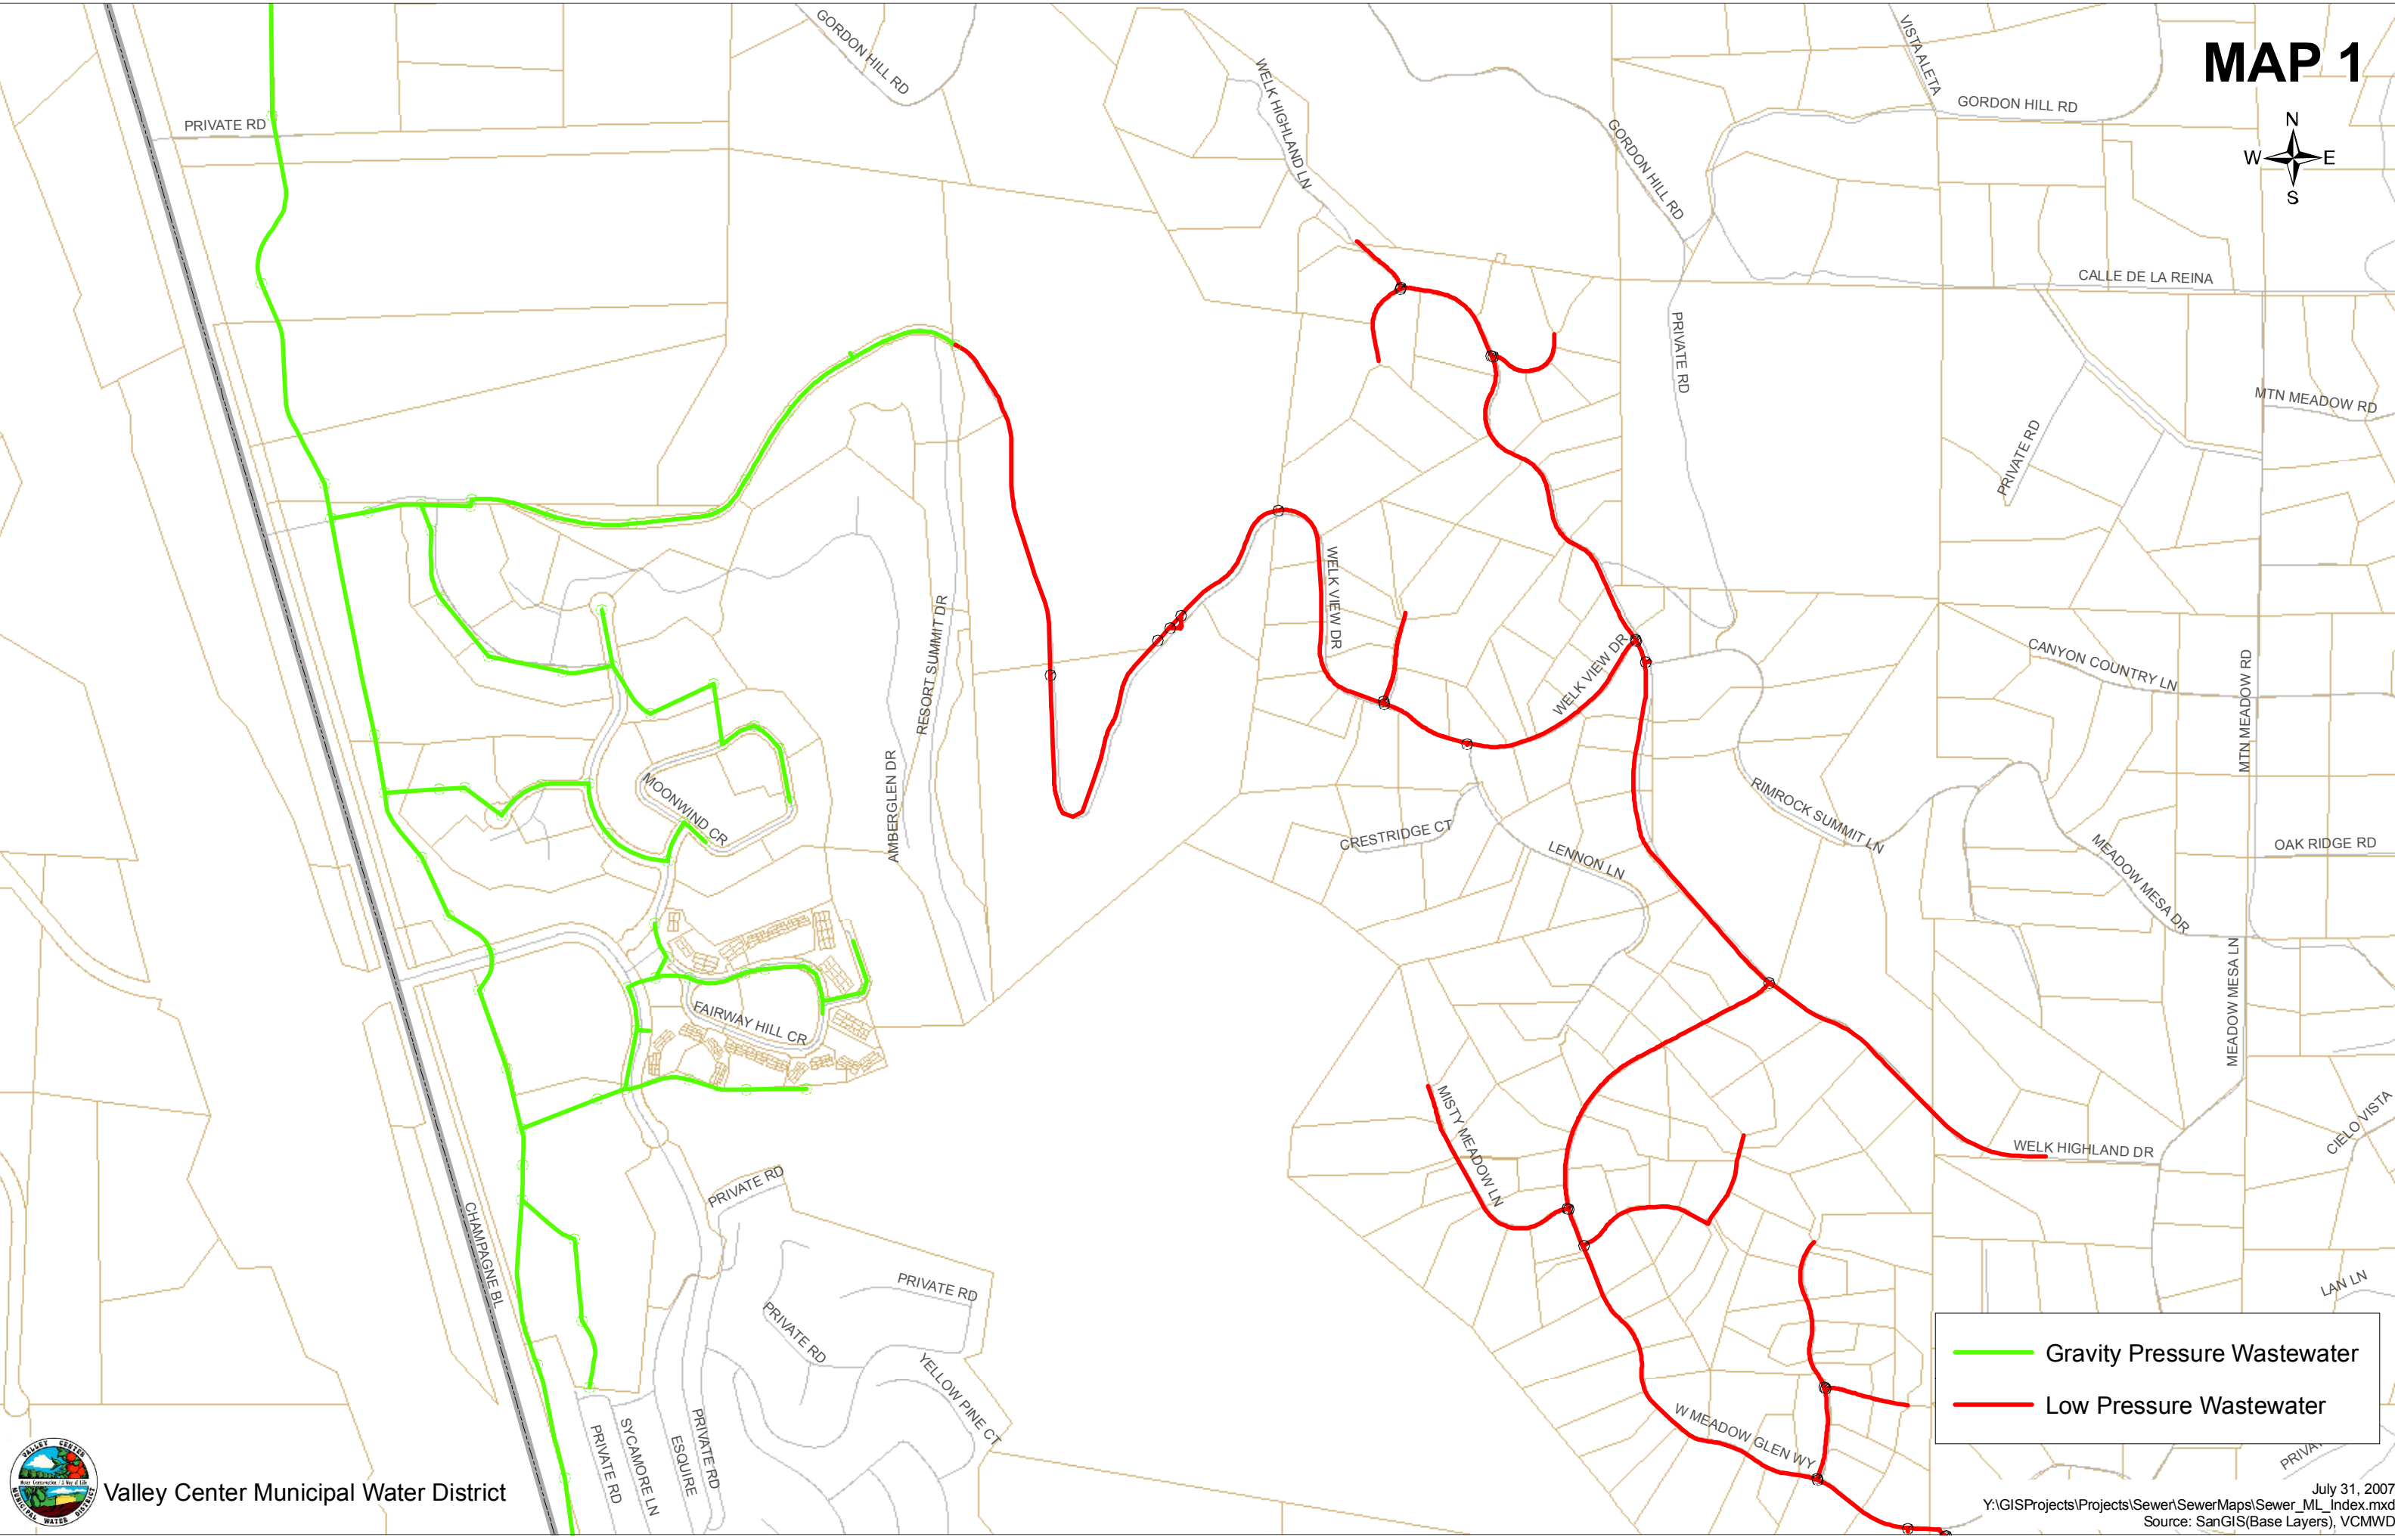 MAP 1
N
W E
S
GORDON HILL RD
WELK HIGHLAND LN
VISTA ALETA
GORDON HILL RD
GORDON HILL RD
PRIVATE RD
CALLE DE LA REINA
PRIVATE RD
MTN MEADOW RD
PRIVATE RD
WELK VIEW DR
RESORT SUMMIT DR
WELK VIEW DR
CANYON COUNTRY LN
MTN MEADOW RD
AMBERGLEN DR
MOONWIND CR
CRESTRIDGE CT
LENNON LN
RIMROCK SUMMIT LN
MEADOW MESA DR
OAK RIDGE RD
MEADOW MESA LN
FAIRWAY HILL CR
MISTY MEADOW LN
WELK HIGHLAND DR
CIELO VISTA
PRIVATE RD
CHAMPAGNE BL
PRIVATE RD
PRIVATE RD
LAN LN
YELLOW PINE CT
Gravity Pressure Wastewater
Low Pressure Wastewater
PRIVATE RD
SYCAMORE LN
ESQUIRE
PRIVATE RD
W MEADOW GLEN WY
VALLEY CENTER
MUNICIPAL WATER DISTRICT
Valley Center Municipal Water District
July 31, 2007
Y:\GISProjects\Projects\Sewer\SewerMaps\Sewer_ML_Index.mxd
Source: SanGIS(Base Layers), VCMWD